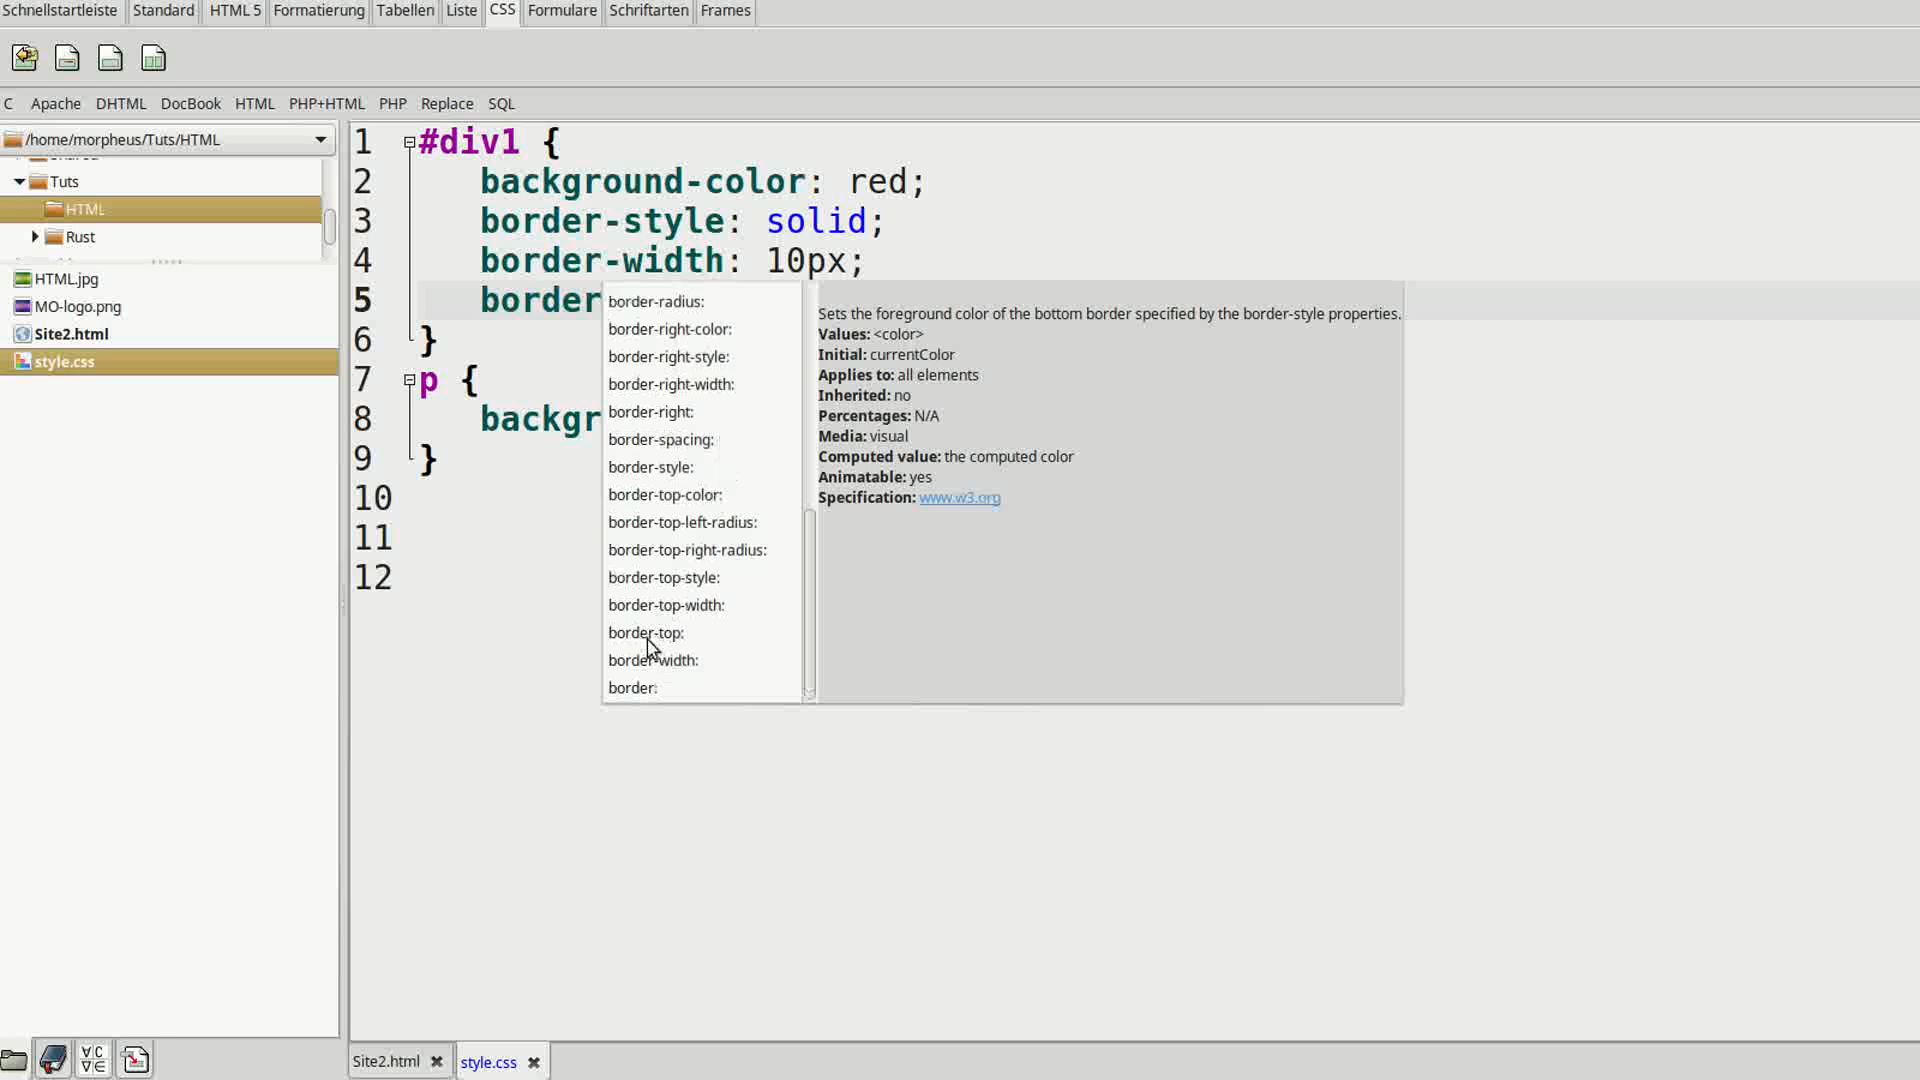 Schnellstartleiste Standard HTML 5 Formatierung Tabellen Liste CSS Formulare Schriftarten Frames
C Apache DHTML DocBook HTML PHP+HTML PHP Replace SQL
/home/morpheus/Tuts/HTML
Tuts
HTML
Rust
HTML.jpg
MO-logo.png
Site2.html
style.css
1 #div1 {
2 background-color: red;
3 border-style: solid;
4 border-width: 10px;
5 border
6 }
7 p {
8 backgr
9 }
10
11
12
border-radius:
border-right-color:
border-right-style:
border-right-width:
border-right:
border-spacing:
border-style:
border-top-color:
border-top-left-radius:
border-top-right-radius:
border-top-style:
border-top-width:
border-top:
border-width:
border:
Sets the foreground color of the bottom border specified by the border-style properties.
Values: <color>
Initial: currentColor
Applies to: all elements
Inherited: no
Percentages: N/A
Media: visual
Computed value: the computed color
Animatable: yes
Specification: www.w3.org
Site2.html style.css